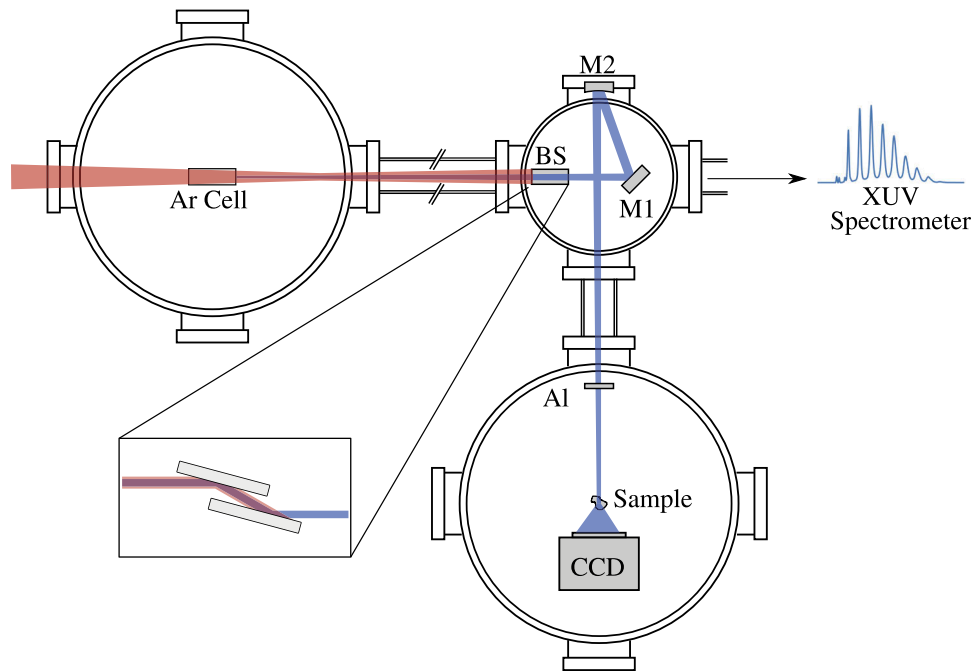 M2
BS
Ar Cell
M1
XUV
Spectrometer
Al
Sample
CCD